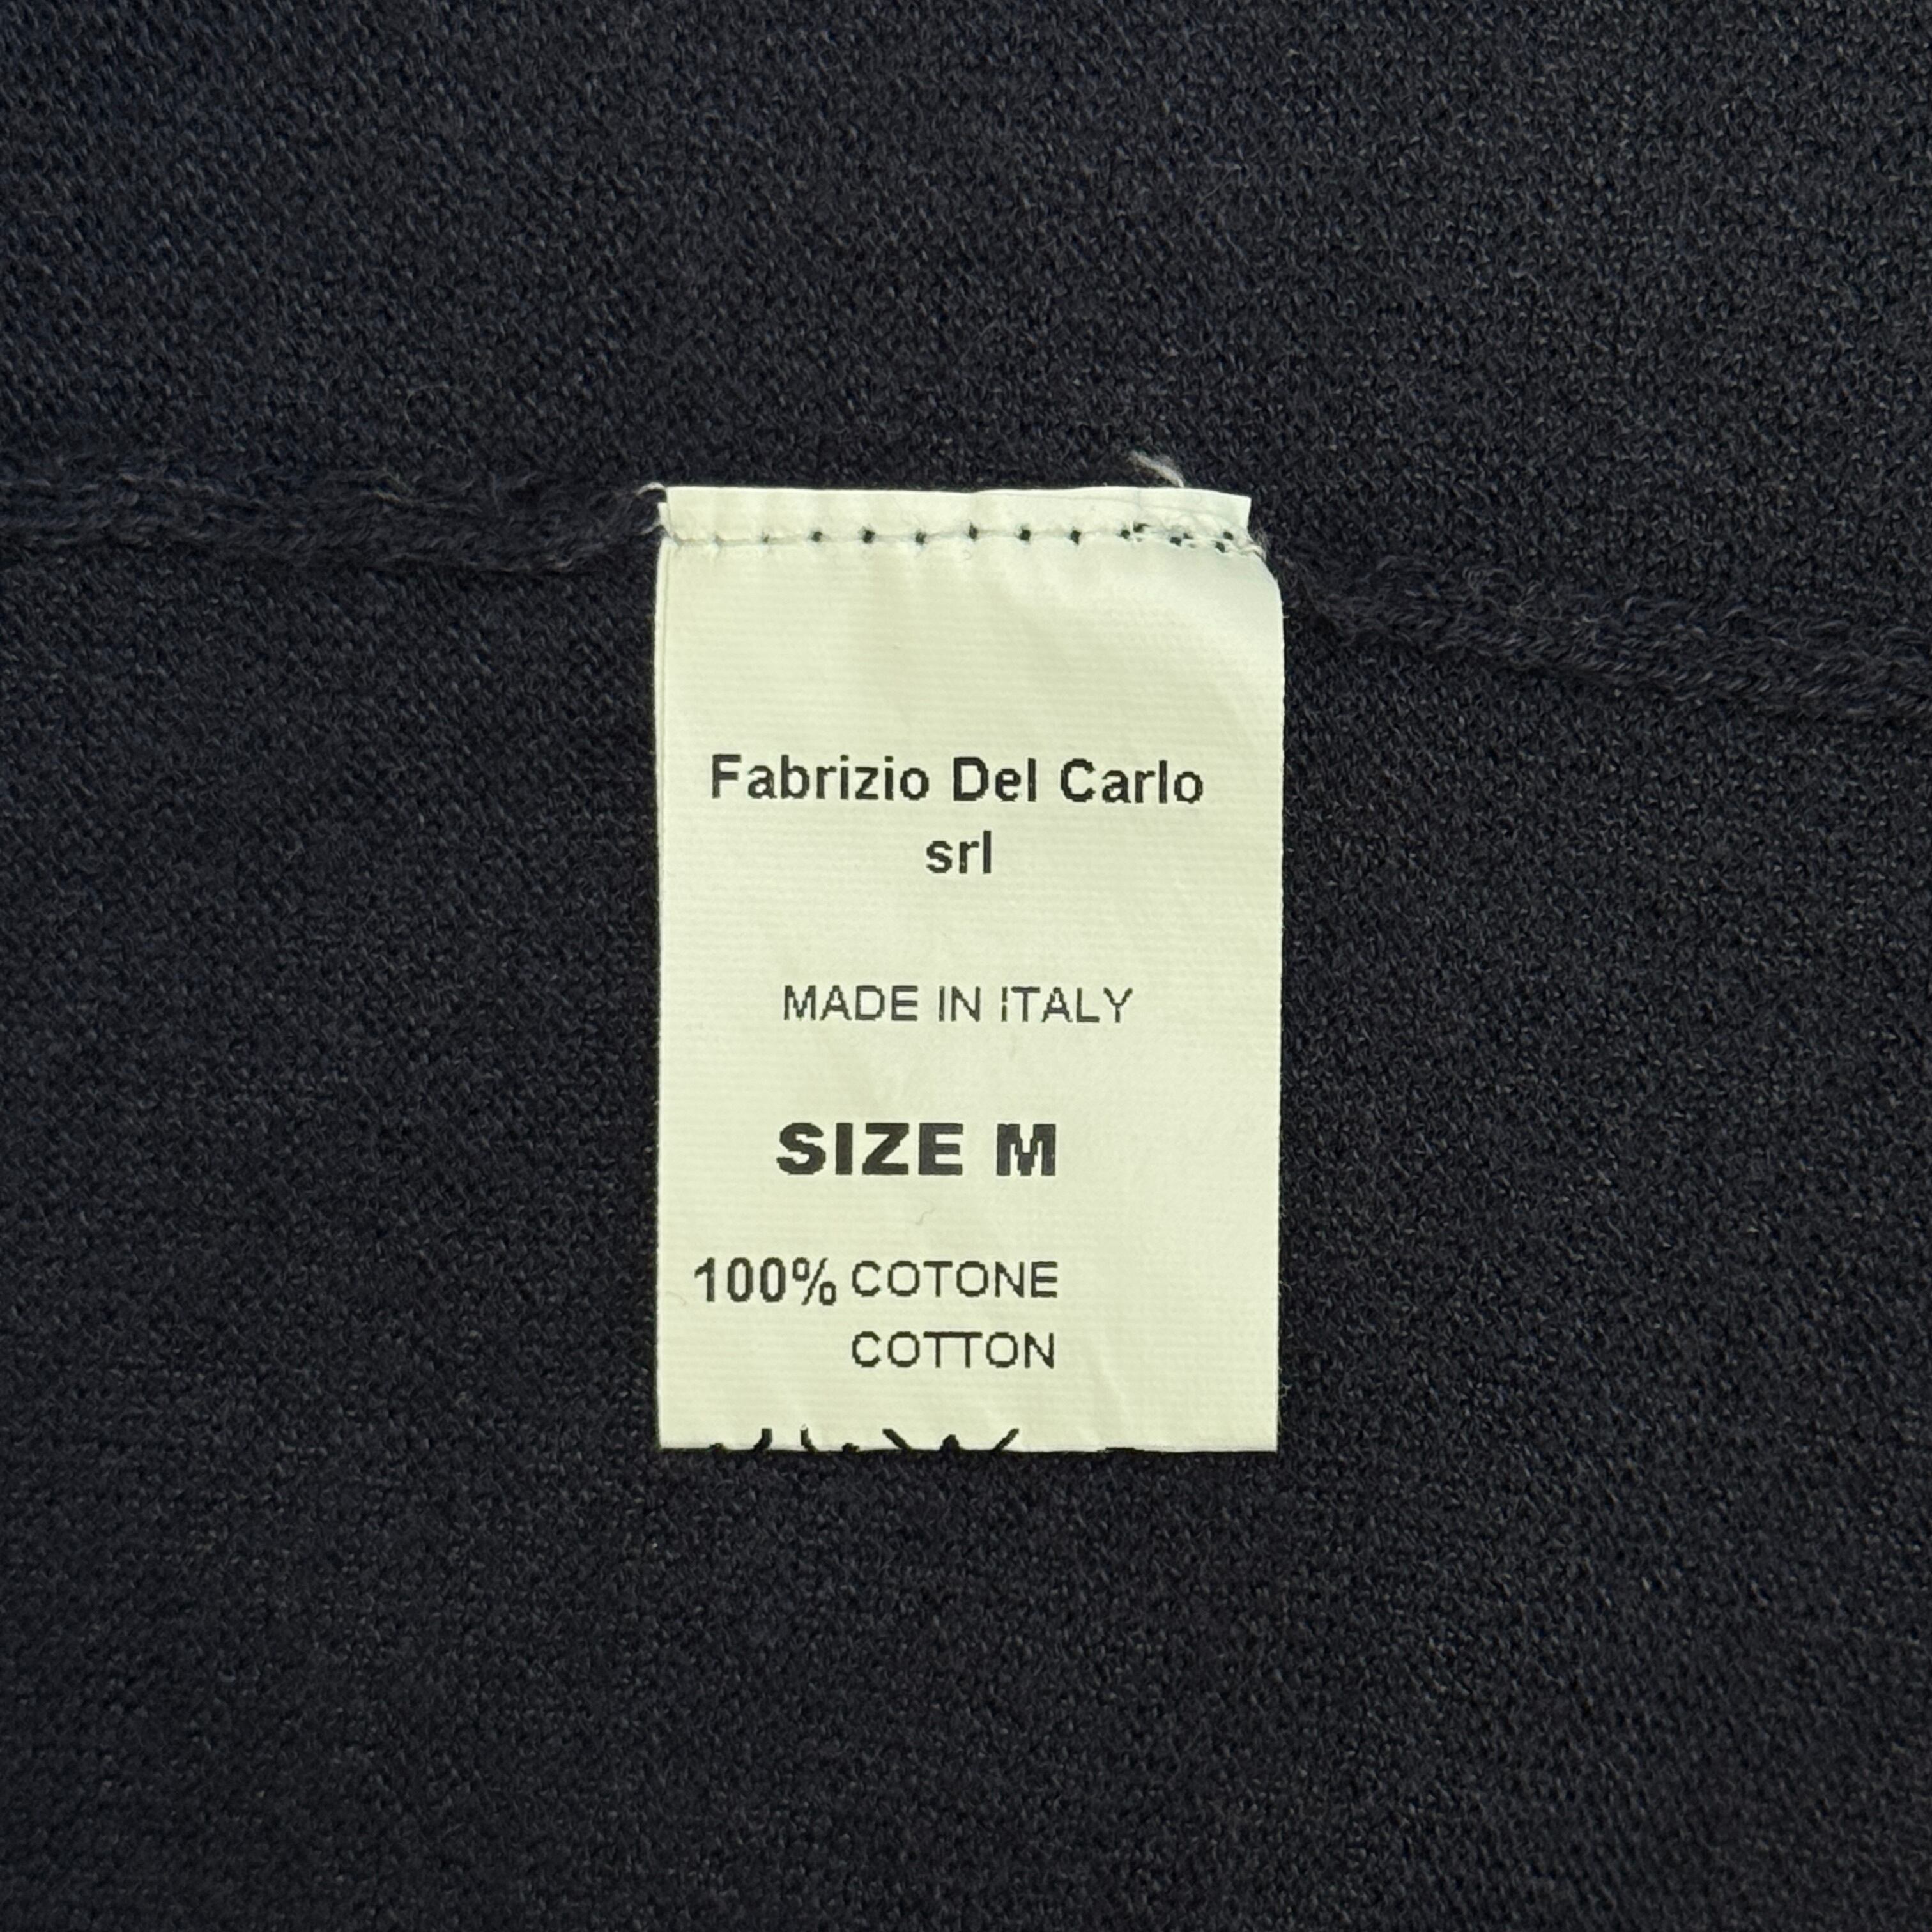 Fabrizio Del Carlo
srl
MADE IN ITALY
SIZE M
100% COTONE
COTTON